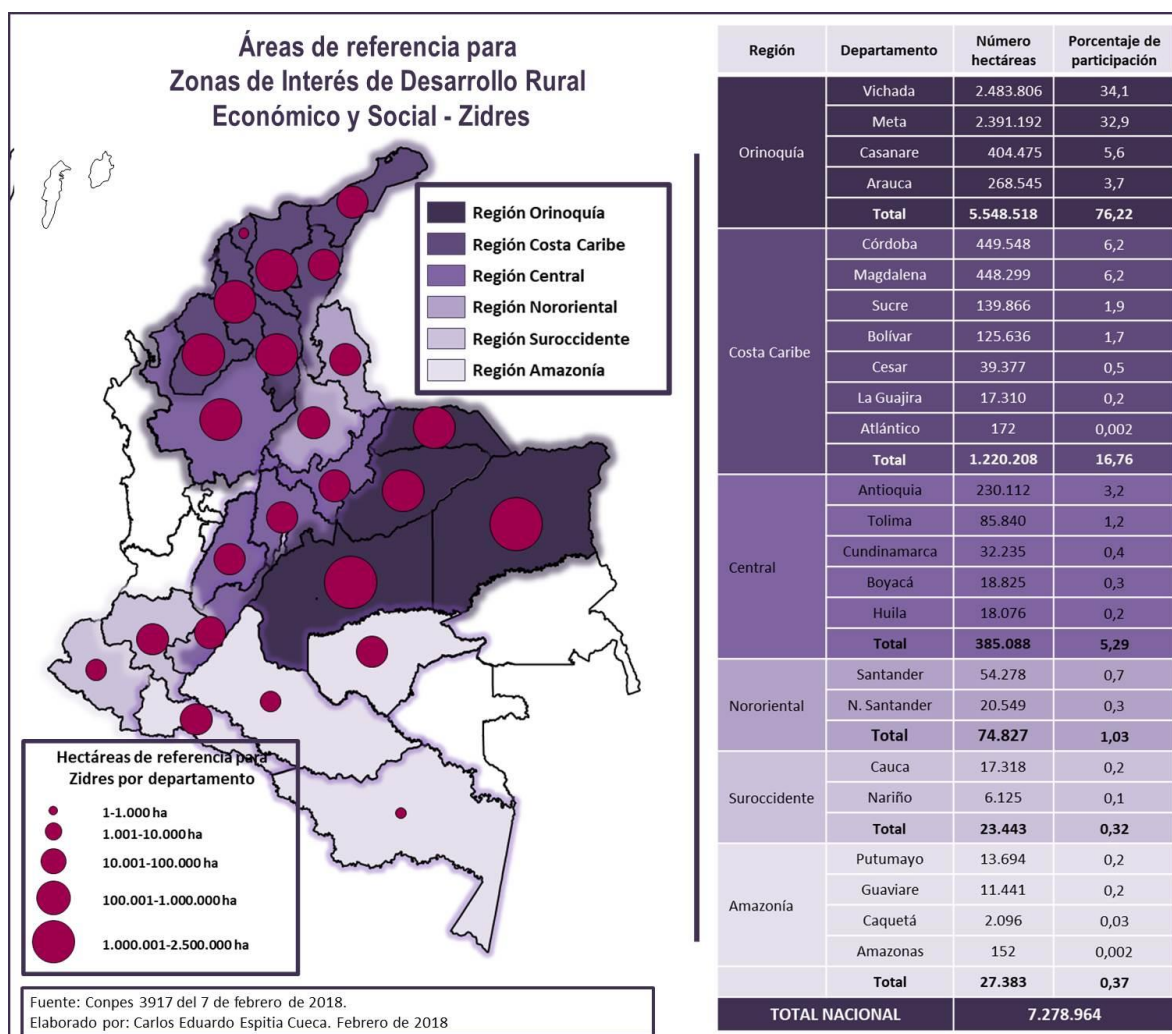 Áreas de referencia para
Zonas de Interés de Desarrollo Rural
Económico y Social - Zidres
Región Orinoquía
Región Costa Caribe
Región Central
Región Nororiental
Región Suroccidente
Región Amazonía
Hectáreas de referencia para
Zidres por departamento
1-1.000 ha
1.001-10.000 ha
10.001-100.000 ha
100.001-1.000.000 ha
1.000.001-2.500.000 ha
Fuente: Conpes 3917 del 7 de febrero de 2018.
Elaborado por: Carlos Eduardo Espitia Cueca. Febrero de 2018
Región Departamento Número hectáreas Porcentaje de participación
Orinoquía
Vichada 2.483.806 34,1
Meta 2.391.192 32,9
Casanare 404.475 5,6
Arauca 268.545 3,7
Total 5.548.518 76,22
Costa Caribe
Córdoba 449.548 6,2
Magdalena 448.299 6,2
Sucre 139.866 1,9
Bolívar 125.636 1,7
Cesar 39.377 0,5
La Guajira 17.310 0,2
Atlántico 172 0,002
Total 1.220.208 16,76
Central
Antioquia 230.112 3,2
Tolima 85.840 1,2
Cundinamarca 32.235 0,4
Boyacá 18.825 0,3
Huila 18.076 0,2
Total 385.088 5,29
Nororiental
Santander 54.278 0,7
N. Santander 20.549 0,3
Total 74.827 1,03
Suroccidente
Cauca 17.318 0,2
Nariño 6.125 0,1
Total 23.443 0,32
Amazonía
Putumayo 13.694 0,2
Guaviare 11.441 0,2
Caquetá 2.096 0,03
Amazonas 152 0,002
Total 27.383 0,37
TOTAL NACIONAL 7.278.964